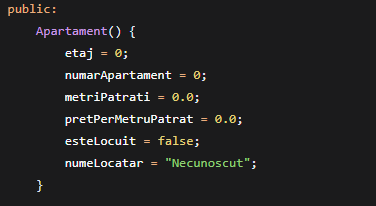 public:
Apartament() {
etaj = 0;
numarApartament = 0;
metriPatrati = 0.0;
pretPerMetruPatrat = 0.0;
esteLocuit = false;
numeLocatar = "Necunoscut";
}